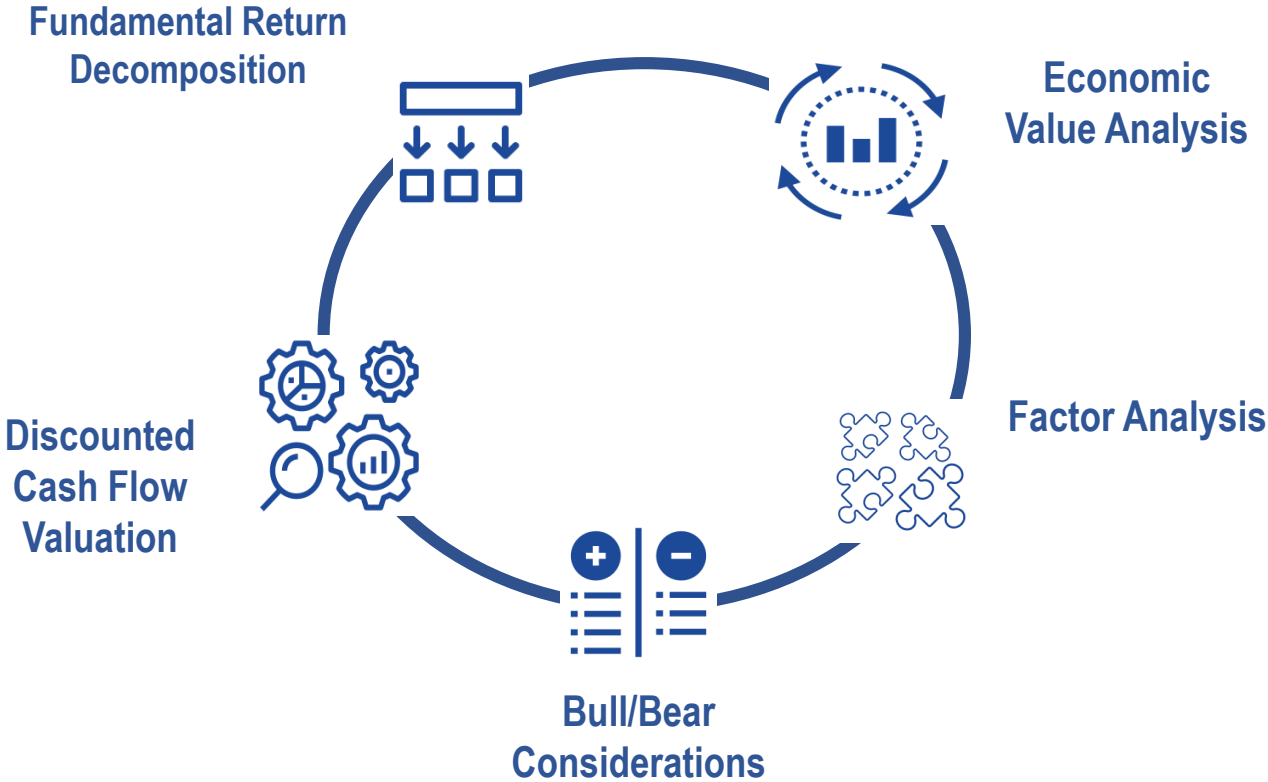 Fundamental Return
Decomposition
Economic
Value Analysis
Factor Analysis
Discounted
Cash Flow
Valuation
Bull/Bear
Considerations